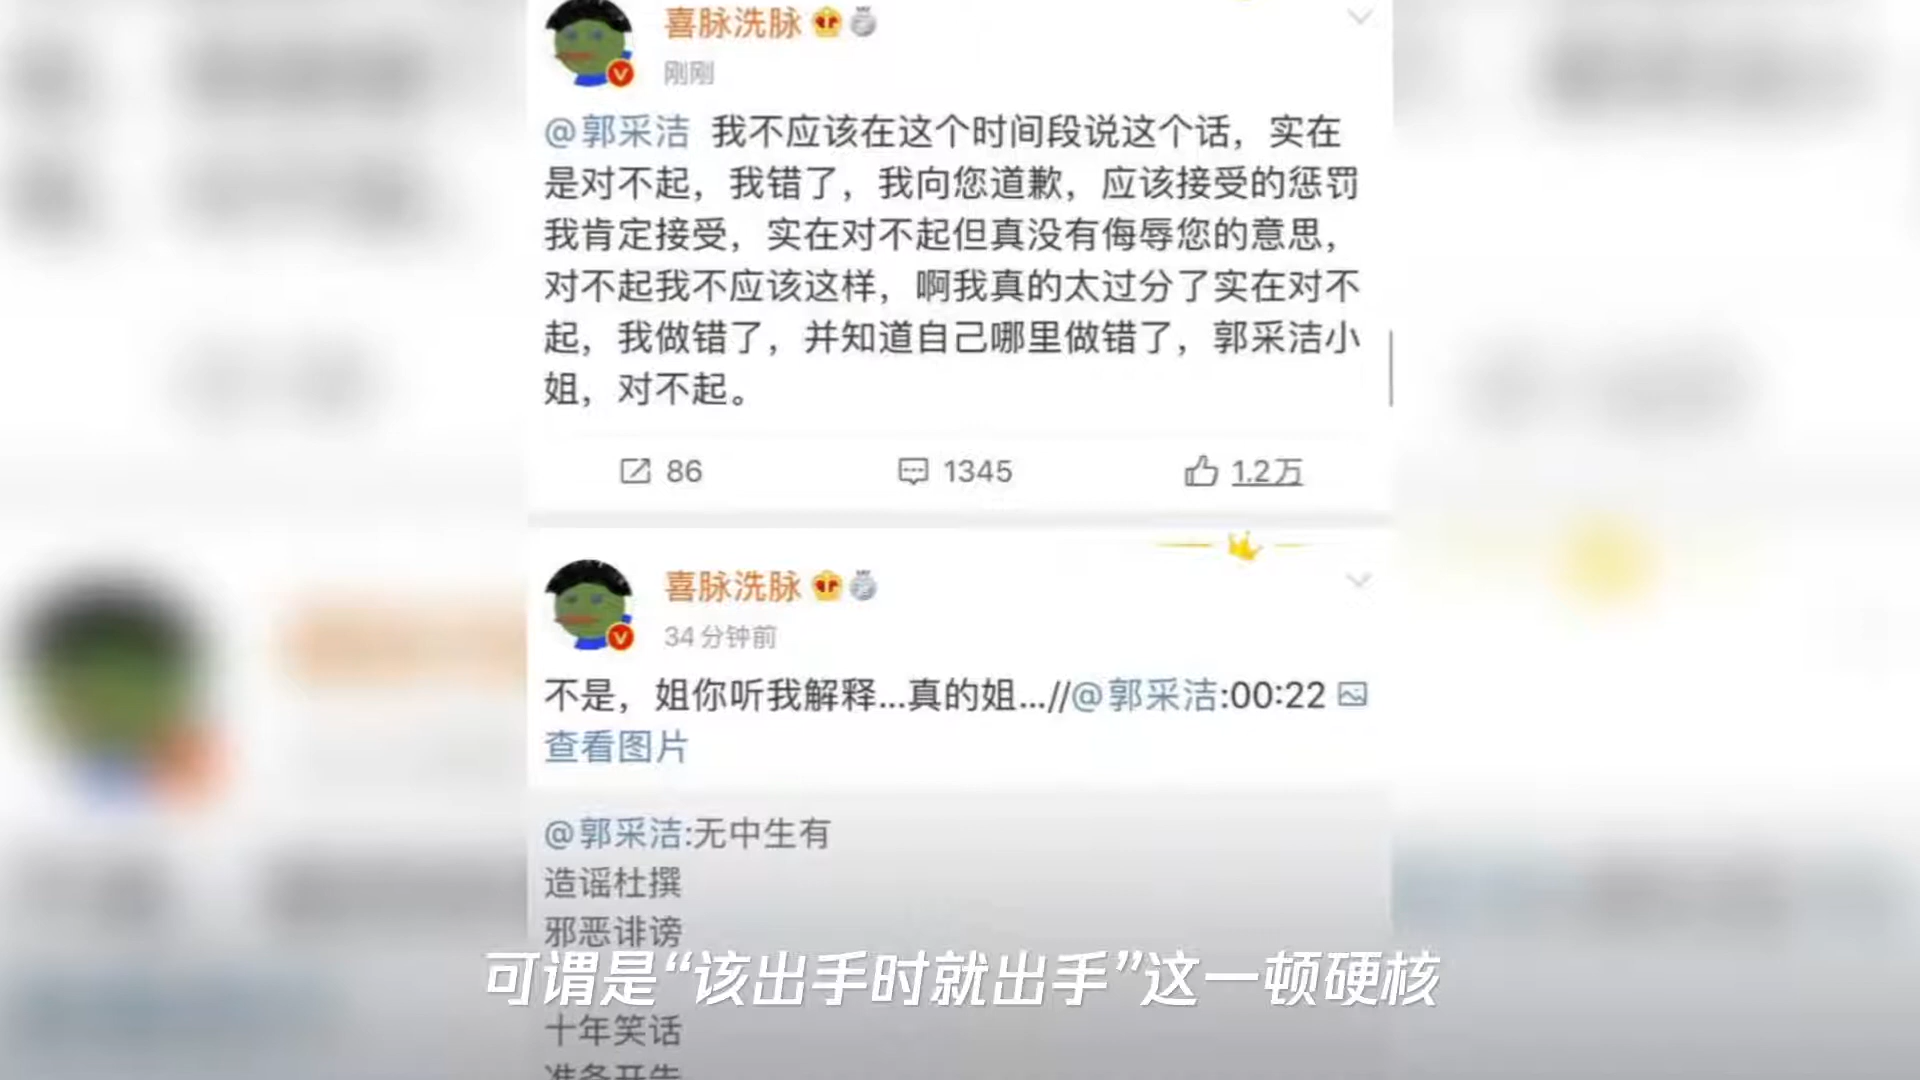 喜脉洗脉
刚刚
@郭采洁 我不应该在这个时间段说这个话，实在
是对不起，我错了，我向您道歉，应该接受的惩罚
我肯定接受，实在对不起但真没有侮辱您的意思，
对不起我不应该这样，啊我真的太过分了实在对不
起，我做错了，并知道自己哪里做错了，郭采洁小
姐，对不起。
86 1345 1.2万
喜脉洗脉
34分钟前
不是，姐你听我解释...真的姐...//@郭采洁:00:22
查看图片
@郭采洁:无中生有
造谣杜撰
邪恶诽谤
可谓是“该出手时就出手”这一顿硬核
十年笑话
准备开告